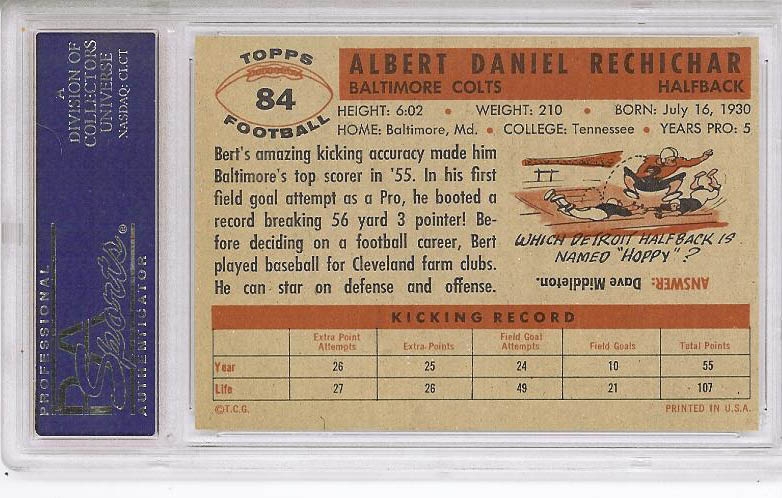 A
DIVISION OF
COLLECTORS
UNIVERSE
NASDAQ: CLCT
PROFESSIONAL
PSA
Sports®
AUTHENTICATOR
TOPPS
84
FOOTBALL
ALBERT DANIEL RECHICHAR
BALTIMORE COLTS HALFBACK
HEIGHT: 6:02 • WEIGHT: 210 • BORN: July 16, 1930
HOME: Baltimore, Md. • COLLEGE: Tennessee • YEARS PRO: 5
Bert's amazing kicking accuracy made him
Baltimore's top scorer in '55. In his first
field goal attempt as a Pro, he booted a
record breaking 56 yard 3 pointer! Be-
fore deciding on a football career, Bert
played baseball for Cleveland farm clubs.
He can star on defense and offense.
WHICH DETROIT HALFBACK IS
NAMED "HOPPY"?
ANSWER: Dave Middleton.
KICKING RECORD
Extra Point Attempts Extra-Points Field Goal Attempts Field Goals Total Points
Year 26 25 24 10 55
Life 27 26 49 21 107
©T.C.G. PRINTED IN U.S.A.